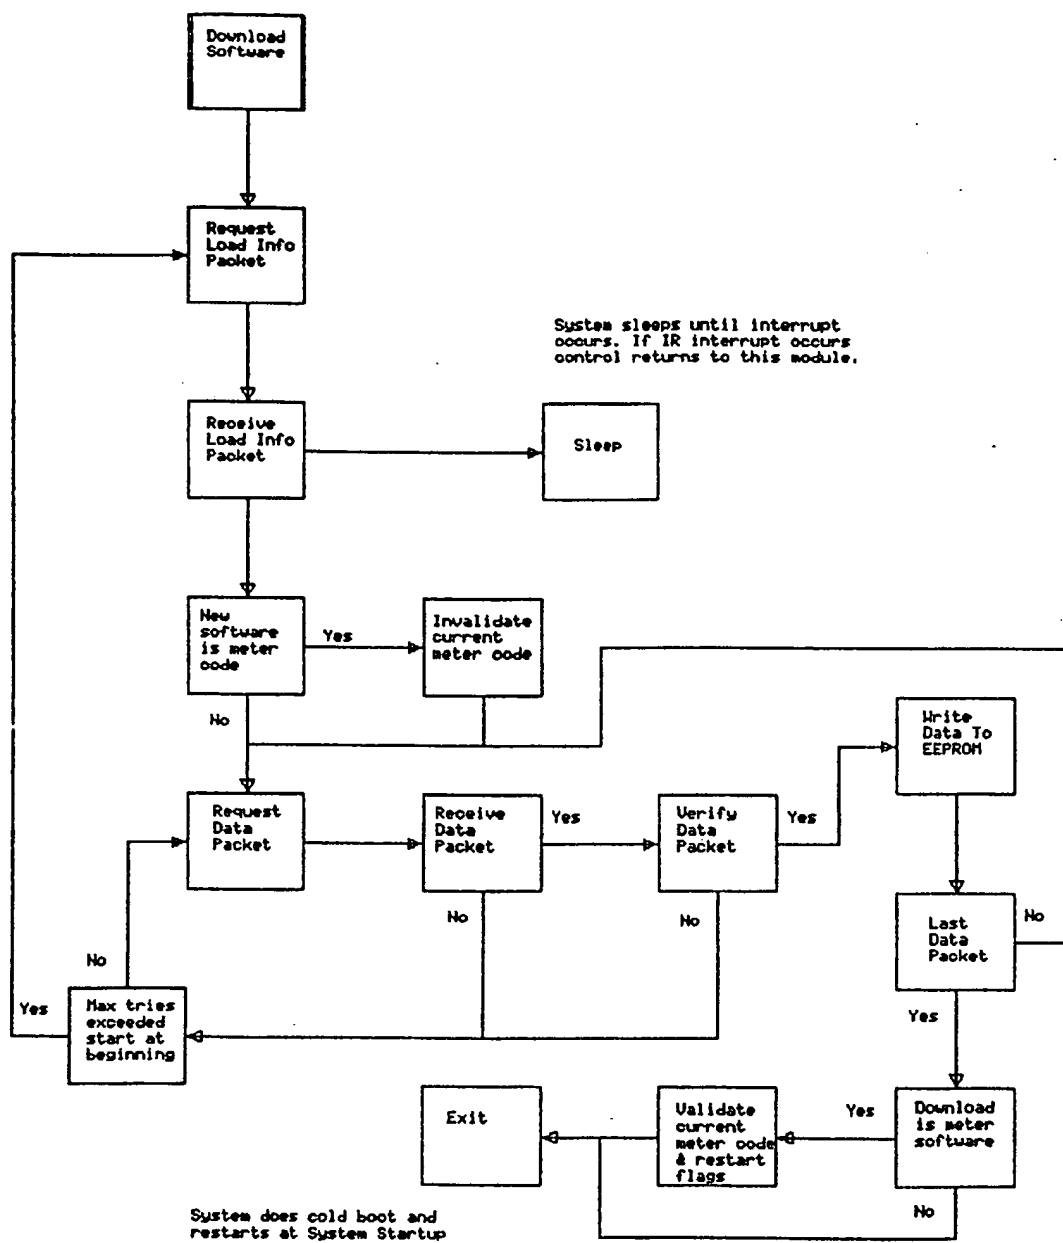 Download
Software
Request
Load Info
Packet
System sleeps until interrupt
occurs. If IR interrupt occurs
control returns to this module.
Receive
Load Info
Packet
Sleep
New
software
is meter
code
Yes
Invalidate
current
meter code
No
Write
Data To
EEPROM
Request
Data
Packet
Receive
Data
Packet
Yes
Verify
Data
Packet
Yes
No
No
Last
Data
Packet
No
No
Yes
Max tries
exceeded
start at
beginning
Yes
Exit
Validate
current
meter code
& restart
flags
Yes
Download
is meter
software
No
System does cold boot and
restarts at System Startup